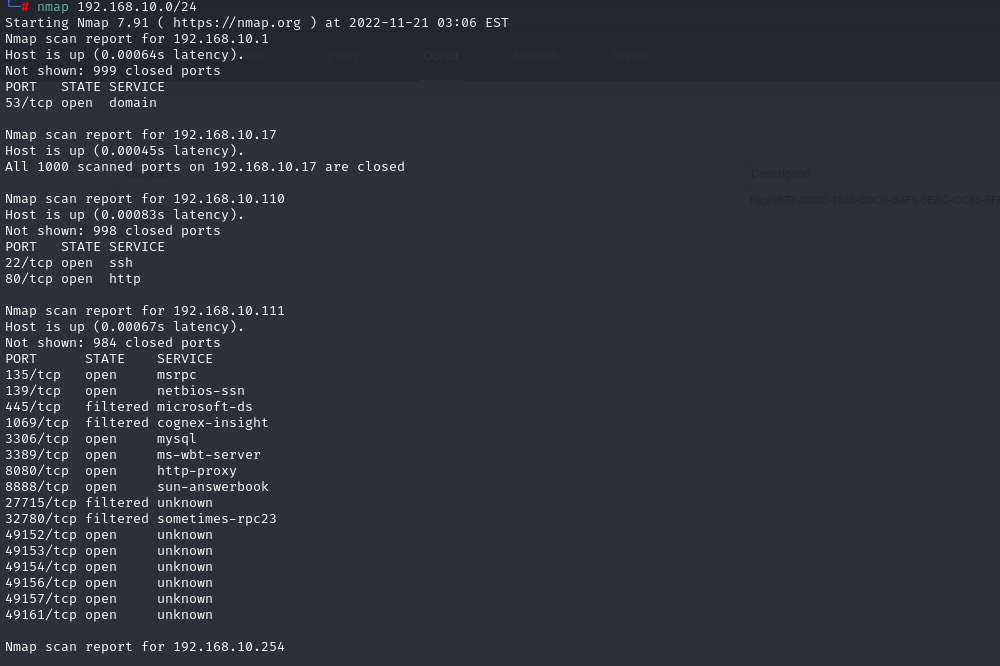 └─# nmap 192.168.10.0/24
Starting Nmap 7.91 ( https://nmap.org ) at 2022-11-21 03:06 EST
Nmap scan report for 192.168.10.1
Host is up (0.00064s latency).
Not shown: 999 closed ports
PORT   STATE SERVICE
53/tcp open  domain

Nmap scan report for 192.168.10.17
Host is up (0.00045s latency).
All 1000 scanned ports on 192.168.10.17 are closed

Nmap scan report for 192.168.10.110
Host is up (0.00083s latency).
Not shown: 998 closed ports
PORT   STATE SERVICE
22/tcp open  ssh
80/tcp open  http

Nmap scan report for 192.168.10.111
Host is up (0.00067s latency).
Not shown: 984 closed ports
PORT      STATE    SERVICE
135/tcp   open     msrpc
139/tcp   open     netbios-ssn
445/tcp   filtered microsoft-ds
1069/tcp  filtered cognex-insight
3306/tcp  open     mysql
3389/tcp  open     ms-wbt-server
8080/tcp  open     http-proxy
8888/tcp  open     sun-answerbook
27715/tcp filtered unknown
32780/tcp filtered sometimes-rpc23
49152/tcp open     unknown
49153/tcp open     unknown
49154/tcp open     unknown
49156/tcp open     unknown
49157/tcp open     unknown
49161/tcp open     unknown

Nmap scan report for 192.168.10.254
Object
Description